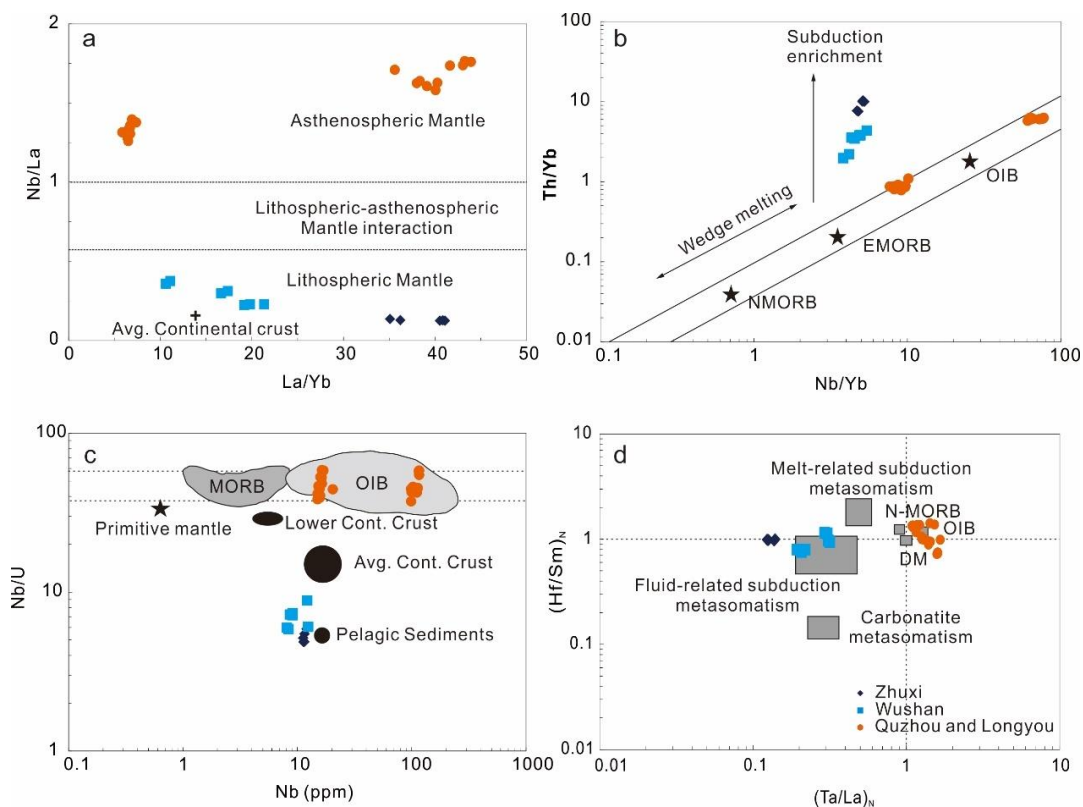 a
2
1
0
0
10
20
30
40
50
Nb/La
La/Yb
Asthenospheric Mantle
Lithospheric-asthenospheric
Mantle interaction
Lithospheric Mantle
Avg. Continental crust
b
100
10
1
0.1
0.01
0.1
1
10
100
Th/Yb
Nb/Yb
Subduction
enrichment
Wedge melting
OIB
EMORB
NMORB
c
100
10
1
0.1
1
10
100
1000
Nb/U
Nb (ppm)
MORB
OIB
Primitive mantle
Lower Cont. Crust
Avg. Cont. Crust
Pelagic Sediments
d
10
1
0.1
0.01
0.01
0.1
1
10
(Hf/Sm)N
(Ta/La)N
Melt-related subduction
metasomatism
N-MORB
OIB
DM
Fluid-related subduction
metasomatism
Carbonatite
metasomatism
Zhuxi
Wushan
Quzhou and Longyou